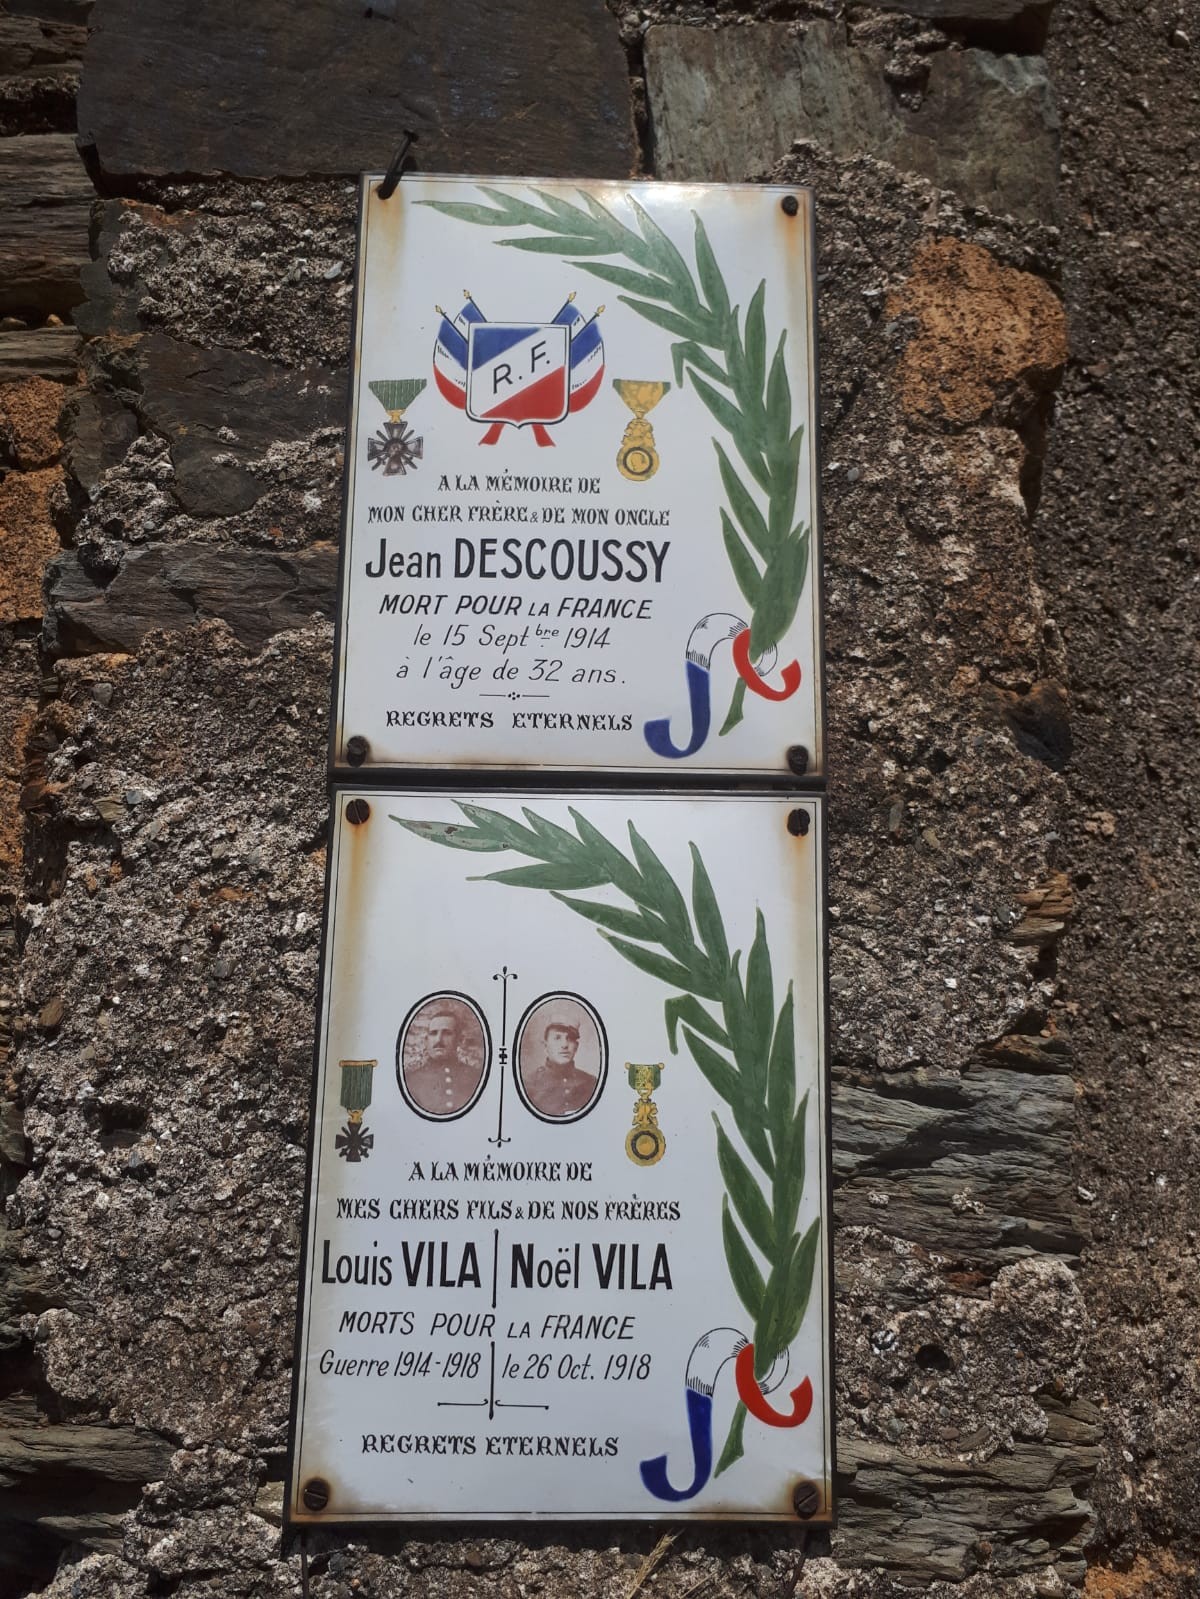 R.F.
A LA MÉMOIRE DE
MON CHER FRÈRE & DE MON ONCLE
Jean DESCOUSSY
MORT POUR LA FRANCE
le 15 Sept.bre 1914
à l'âge de 32 ans.
REGRETS ETERNELS
A LA MÉMOIRE DE
MES CHERS FILS & DE NOS FRÈRES
Louis VILA | Noël VILA
MORTS POUR LA FRANCE
Guerre 1914-1918 | le 26 Oct. 1918
REGRETS ETERNELS